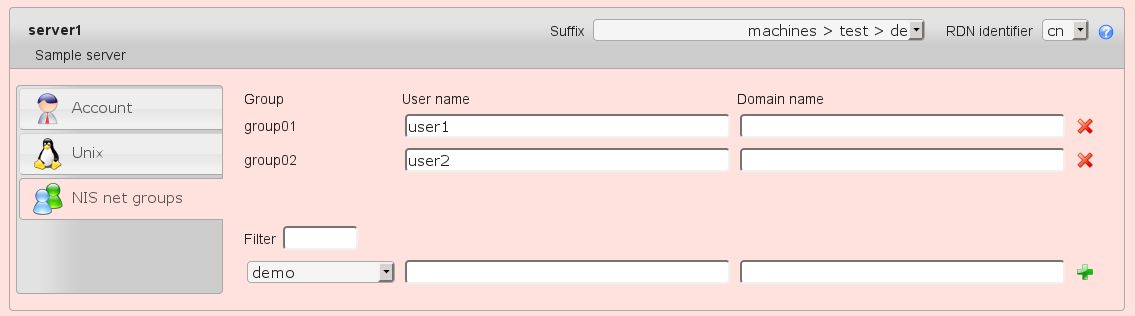 server1
Suffix machines > test > de RDN identifier cn
Sample server
Account
Unix
NIS net groups
Group User name Domain name
group01 user1
group02 user2
Filter
demo